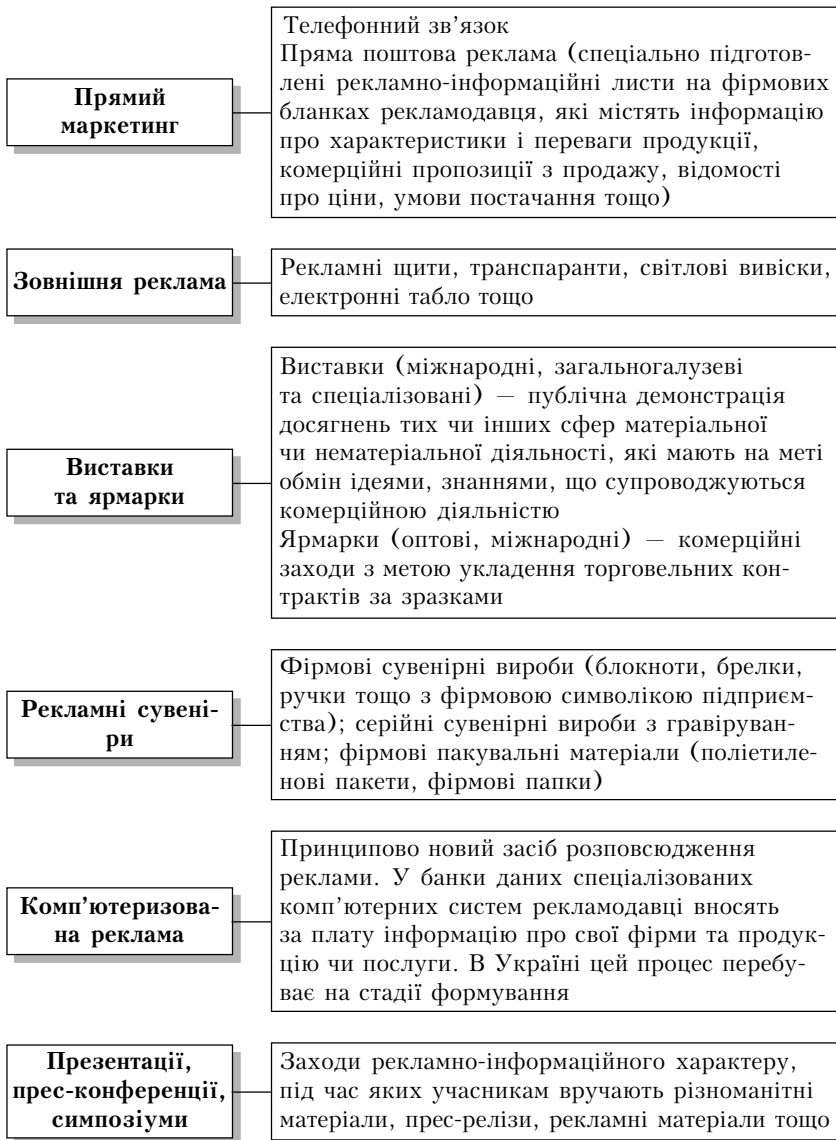 Прямий
маркетинг
Телефонний зв'язок
Пряма поштова реклама (спеціально підготов-
лені рекламно-інформаційні листи на фірмових
бланках рекламодавця, які містять інформацію
про характеристики і переваги продукції,
комерційні пропозиції з продажу, відомості
про ціни, умови постачання тощо)
Зовнішня реклама
Рекламні щити, транспаранти, світлові вивіски,
електронні табло тощо
Виставки
та ярмарки
Виставки (міжнародні, загальногалузеві
та спеціалізовані) — публічна демонстрація
досягнень тих чи інших сфер матеріальної
чи нематеріальної діяльності, які мають на меті
обмін ідеями, знаннями, що супроводжуються
комерційною діяльністю
Ярмарки (оптові, міжнародні) — комерційні
заходи з метою укладення торговельних кон-
трактів за зразками
Рекламні сувені-
ри
Фірмові сувенірні вироби (блокноти, брелки,
ручки тощо з фірмовою символікою підприєм-
ства); серійні сувенірні вироби з гравіруван-
ням; фірмові пакувальні матеріали (поліетиле-
нові пакети, фірмові папки)
Комп'ютеризова-
на реклама
Принципово новий засіб розповсюдження
реклами. У банки даних спеціалізованих
комп'ютерних систем рекламодавці вносять
за плату інформацію про свої фірми та продук-
цію чи послуги. В Україні цей процес перебу-
ває на стадії формування
Презентації,
прес-конференції,
симпозіуми
Заходи рекламно-інформаційного характеру,
під час яких учасникам вручають різноманітні
матеріали, прес-релізи, рекламні матеріали тощо